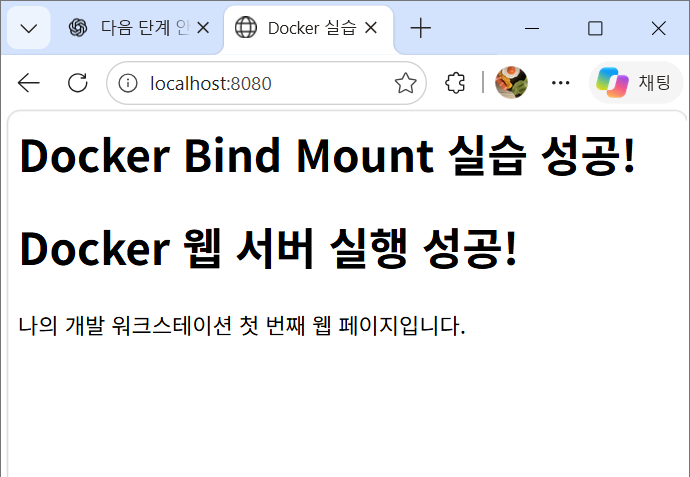 다음 단계 안
Docker 실습
localhost:8080
채팅
Docker Bind Mount 실습 성공!
Docker 웹 서버 실행 성공!
나의 개발 워크스테이션 첫 번째 웹 페이지입니다.